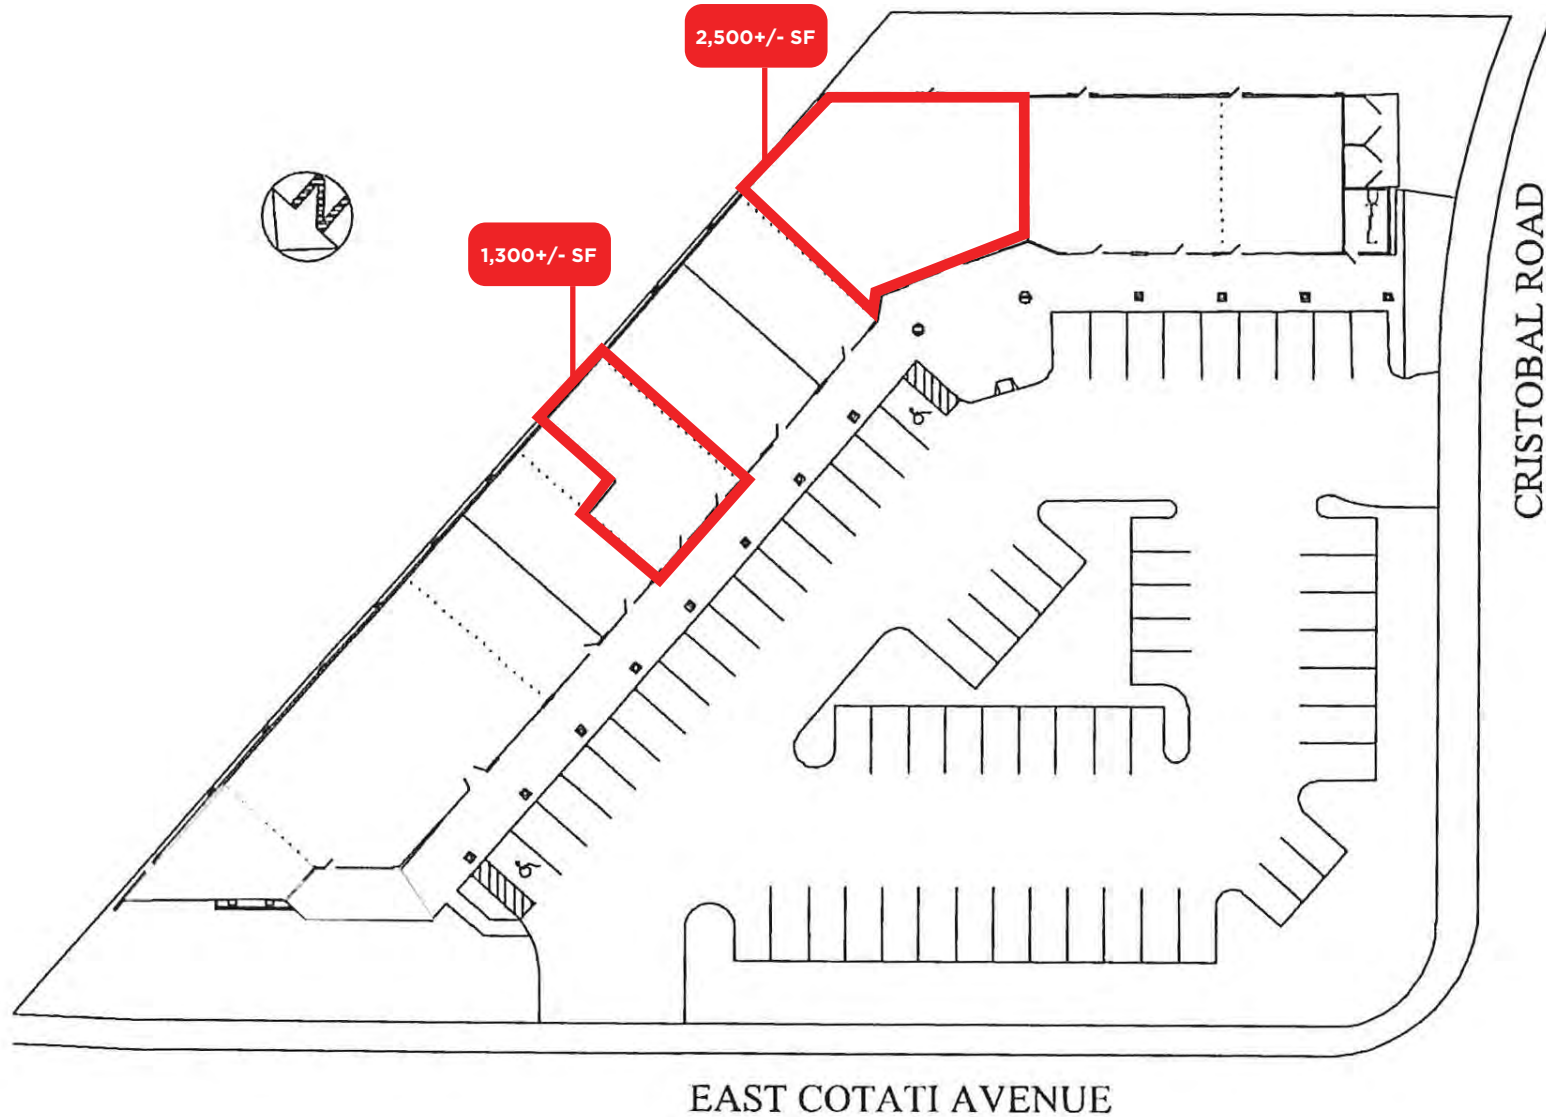 2,500+/- SF
1,300+/- SF
N
CRISTOBAL ROAD
EAST COTATI AVENUE